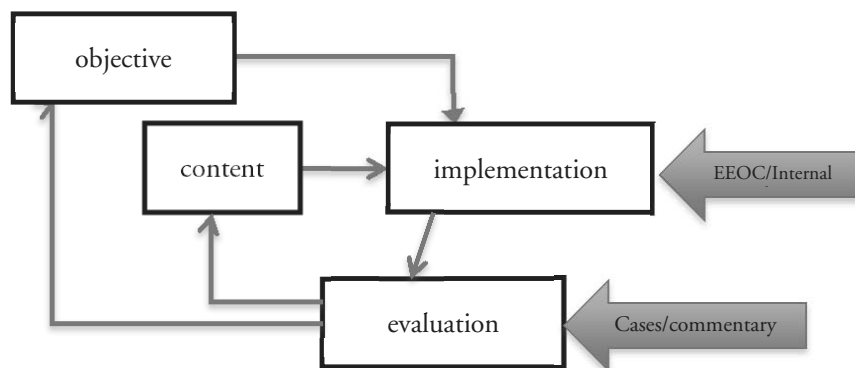 objective
content
implementation
EEOC/Internal
evaluation
Cases/commentary